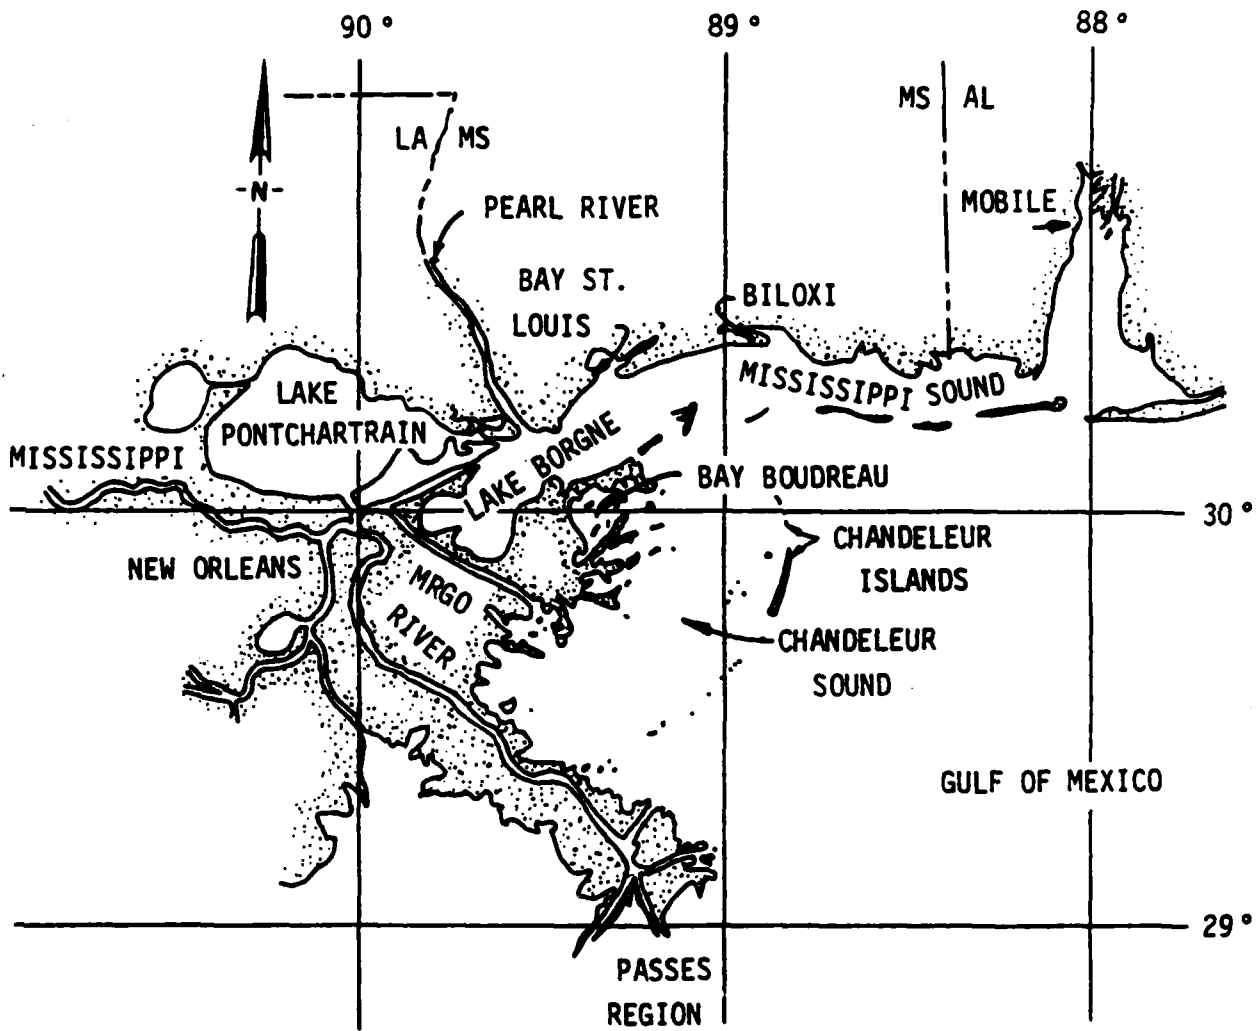 90°
89°
88°
MS AL
LA MS
-N-
MOBILE
PEARL RIVER
BAY ST.
LOUIS
BILOXI
MISSISSIPPI SOUND
LAKE
PONTCHARTRAIN
LAKE BORGNE
MISSISSIPPI
BAY BOUDREAU
30°
CHANDELEUR
ISLANDS
NEW ORLEANS
MRGO
RIVER
CHANDELEUR
SOUND
GULF OF MEXICO
29°
PASSES
REGION